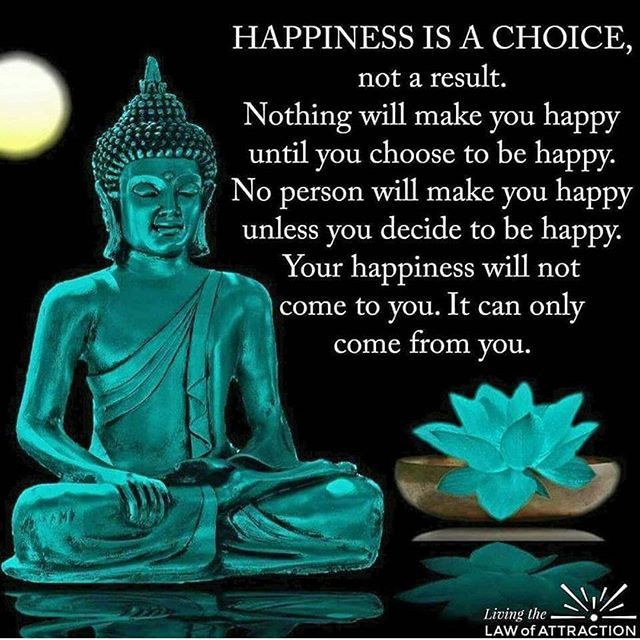 HAPPINESS IS A CHOICE,
not a result.
Nothing will make you happy
until you choose to be happy.
No person will make you happy
unless you decide to be happy.
Your happiness will not
come to you. It can only
come from you.
Living the
LAW of ATTRACTION